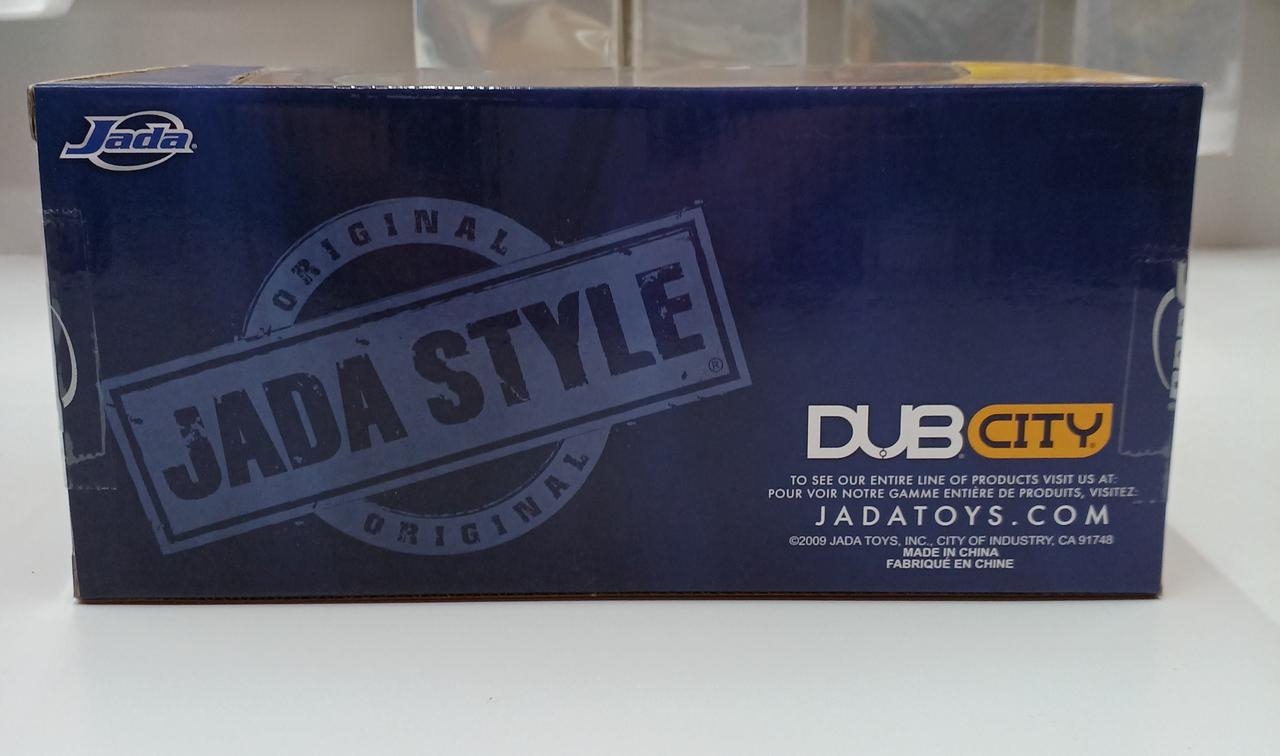 Jada
ORIGINAL
JADA STYLE®
ORIGINAL
DUB CITY
TO SEE OUR ENTIRE LINE OF PRODUCTS VISIT US AT:
POUR VOIR NOTRE GAMME ENTIÈRE DE PRODUITS, VISITEZ:
JADATOYS.COM
©2009 JADA TOYS, INC., CITY OF INDUSTRY, CA 91748
MADE IN CHINA
FABRIQUÉ EN CHINE